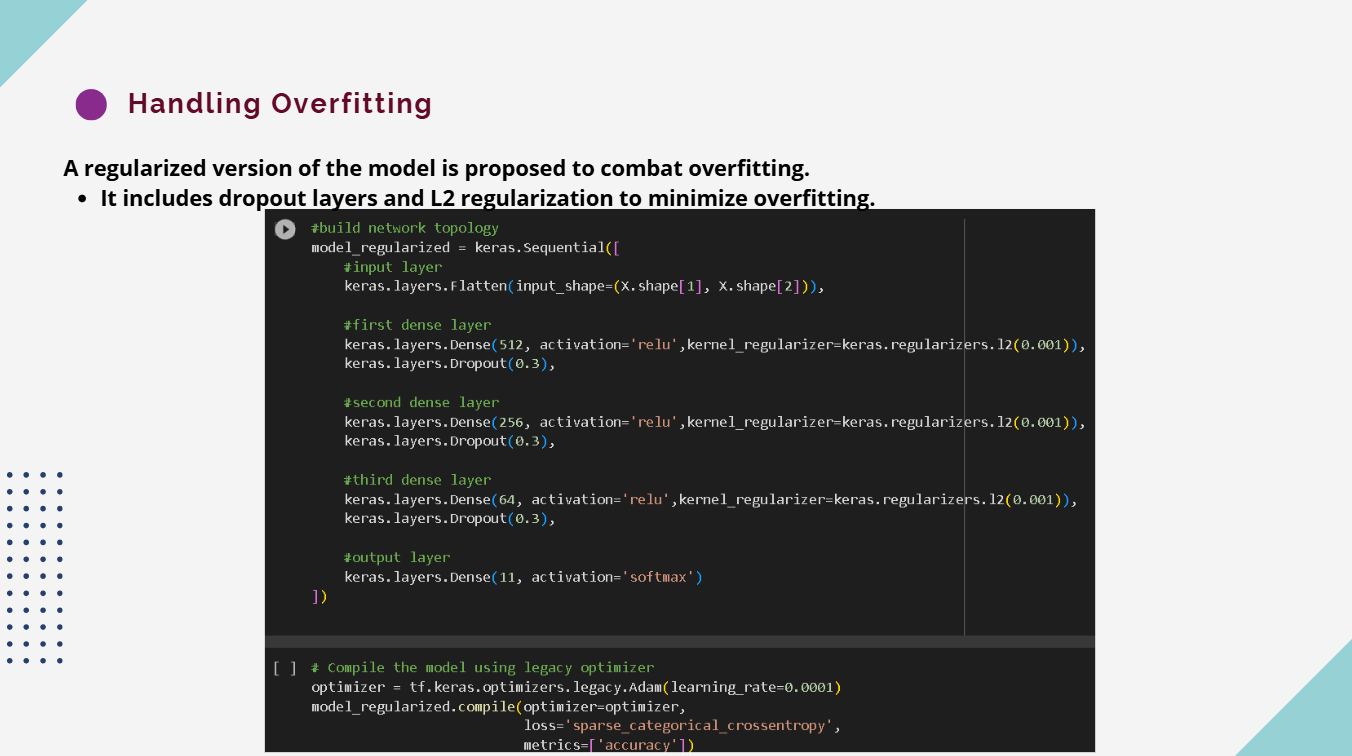 Handling Overfitting
A regularized version of the model is proposed to combat overfitting.
• It includes dropout layers and L2 regularization to minimize overfitting.
#build network topology
model_regularized = keras.Sequential([
    #input layer
    keras.layers.Flatten(input_shape=(X.shape[1], X.shape[2])),
    #first dense layer
    keras.layers.Dense(512, activation='relu',kernel_regularizer=keras.regularizers.l2(0.001)),
    keras.layers.Dropout(0.3),
    #second dense layer
    keras.layers.Dense(256, activation='relu',kernel_regularizer=keras.regularizers.l2(0.001)),
    keras.layers.Dropout(0.3),
    #third dense layer
    keras.layers.Dense(64, activation='relu',kernel_regularizer=keras.regularizers.l2(0.001)),
    keras.layers.Dropout(0.3),
    #output layer
    keras.layers.Dense(11, activation='softmax')
])
[ ] # Compile the model using legacy optimizer
optimizer = tf.keras.optimizers.legacy.Adam(learning_rate=0.0001)
model_regularized.compile(optimizer=optimizer,
                          loss='sparse_categorical_crossentropy',
                          metrics=['accuracy'])